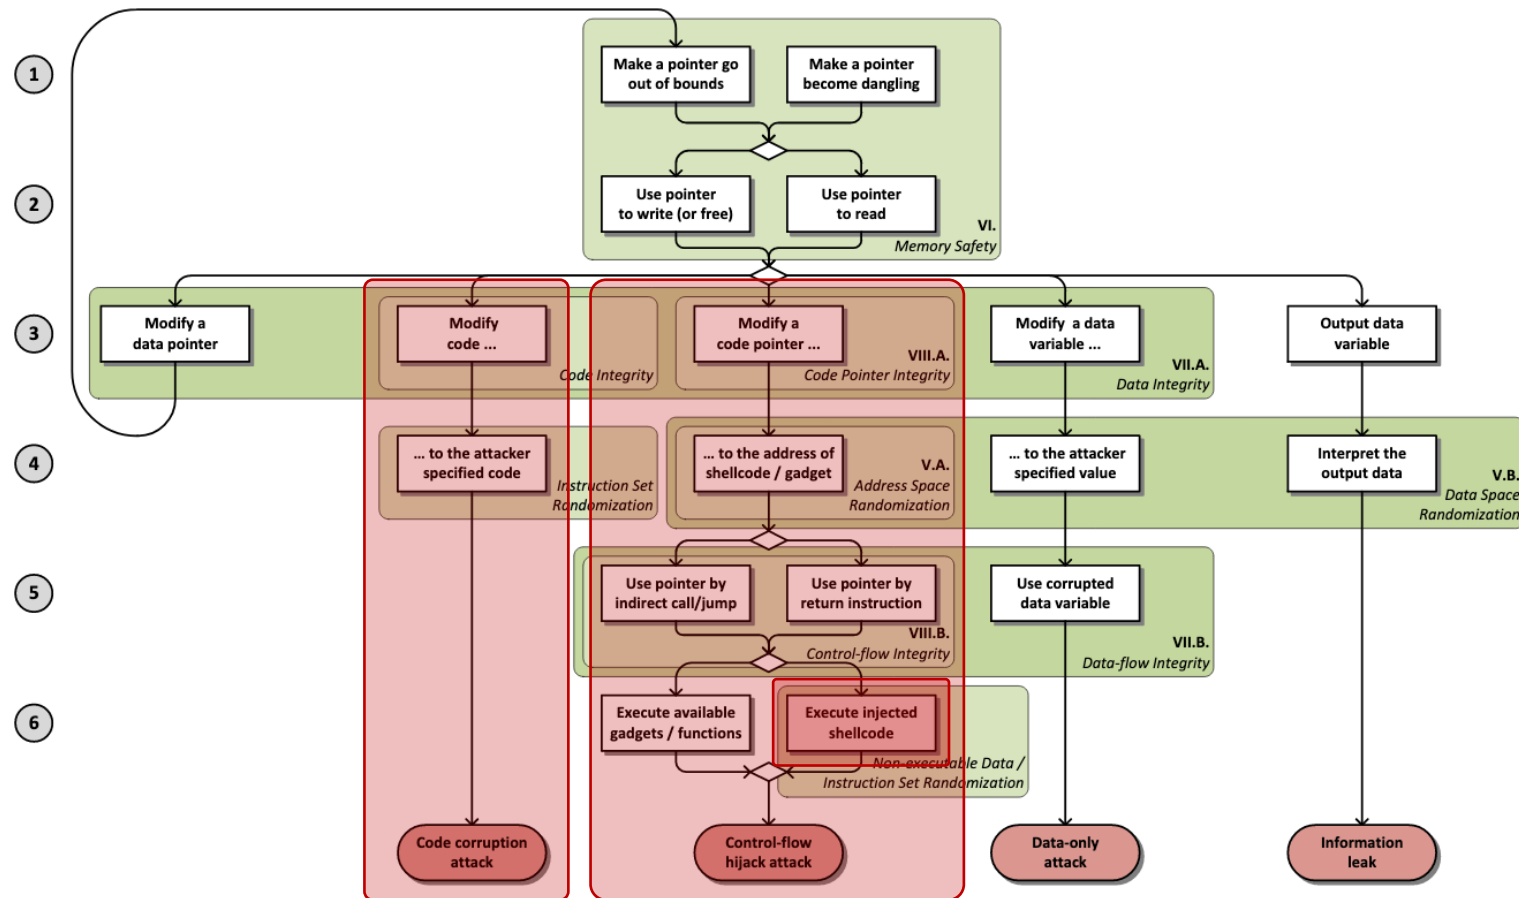 1
Make a pointer go
out of bounds
Make a pointer
become dangling
2
Use pointer
to write (or free)
Use pointer
to read
VI.
Memory Safety
3
Modify a
data pointer
Modify
code ...
Code Integrity
Modify a
code pointer ...
VIII.A.
Code Pointer Integrity
Modify a data
variable ...
VII.A.
Data Integrity
Output data
variable
4
... to the attacker
specified code
Instruction Set
Randomization
... to the address of
shellcode / gadget
V.A.
Address Space
Randomization
... to the attacker
specified value
Interpret the
output data
V.B.
Data Space
Randomization
5
Use pointer by
indirect call/jump
Use pointer by
return instruction
VIII.B.
Control-flow Integrity
Use corrupted
data variable
VII.B.
Data-flow Integrity
6
Execute available
gadgets / functions
Execute injected
shellcode
Non-executable Data /
Instruction Set Randomization
Code corruption
attack
Control-flow
hijack attack
Data-only
attack
Information
leak